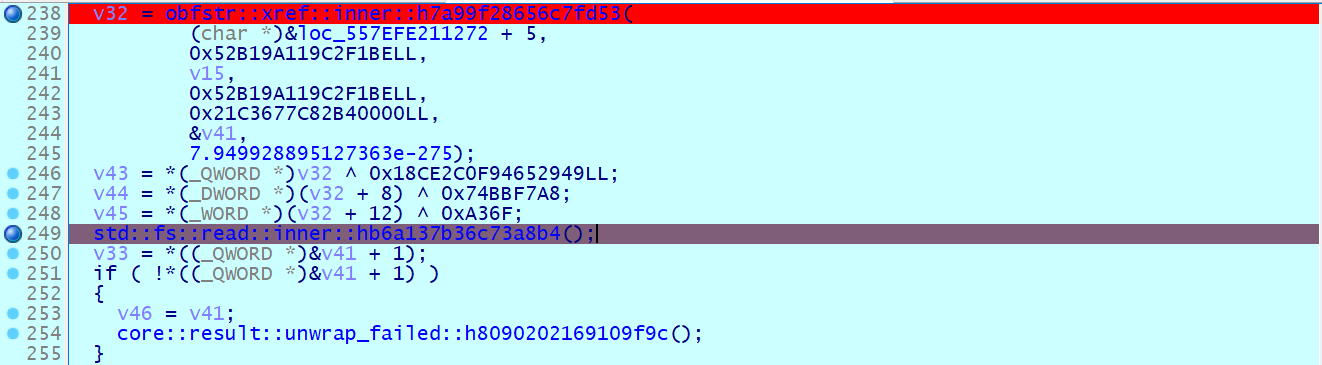 238 v32 = obfstr::xref::inner::h7a99f28656c7fd53(
239 (char *)&loc_557EFE211272 + 5,
240 0x52B19A119C2F1BELL,
241 v15,
242 0x52B19A119C2F1BELL,
243 0x21C3677C82B40000LL,
244 &v41,
245 7.949928895127363e-275);
246 v43 = *(_QWORD *)v32 ^ 0x18CE2C0F94652949LL;
247 v44 = *(_DWORD *)(v32 + 8) ^ 0x74BBF7A8;
248 v45 = *(_WORD *)(v32 + 12) ^ 0xA36F;
249 std::fs::read::inner::hb6a137b36c73a8b4();
250 v33 = *((_QWORD *)&v41 + 1);
251 if ( !*((_QWORD *)&v41 + 1) )
252 {
253 v46 = v41;
254 core::result::unwrap_failed::h8090202169109f9c();
255 }